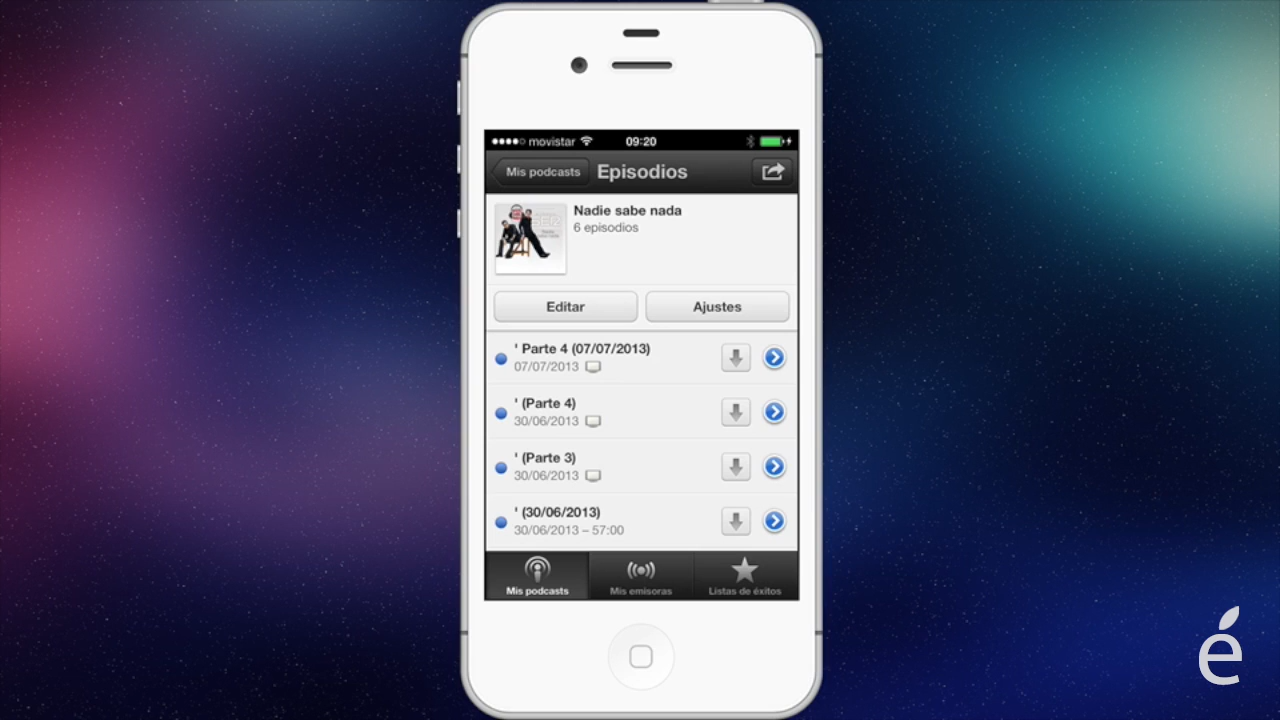 movistar 09:20
Mis podcasts Episodios
SER
Nadie sabe nada
6 episodios
Editar Ajustes
' Parte 4 (07/07/2013)
07/07/2013
' (Parte 4)
30/06/2013
' (Parte 3)
30/06/2013
' (30/06/2013)
30/06/2013 – 57:00
Mis podcasts Mis emisoras Listas de éxitos
é